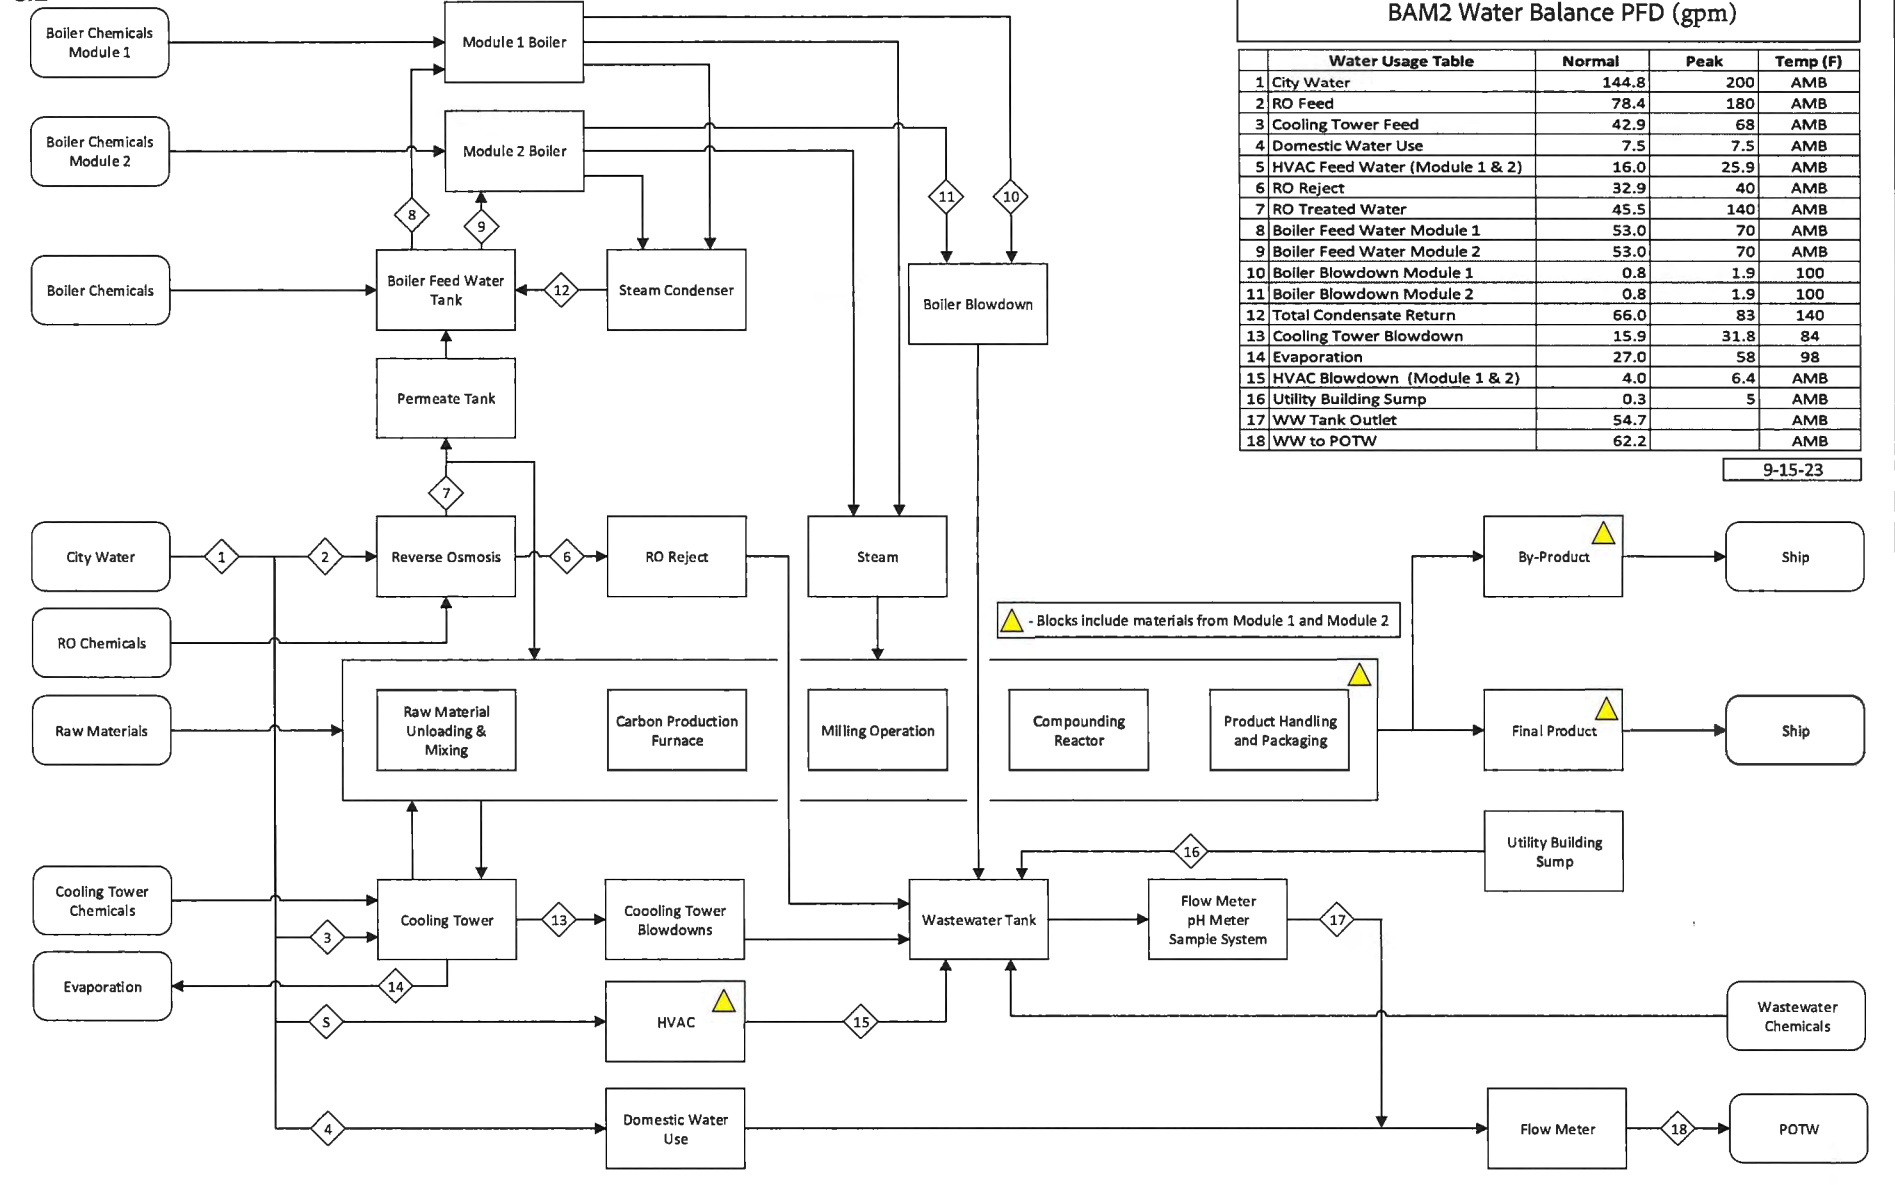 BAM2 Water Balance PFD (gpm)
Water Usage Table Normal Peak Temp (F)
1 City Water 144.8 200 AMB
2 RO Feed 78.4 180 AMB
3 Cooling Tower Feed 42.9 68 AMB
4 Domestic Water Use 7.5 7.5 AMB
5 HVAC Feed Water (Module 1 & 2) 16.0 25.9 AMB
6 RO Reject 32.9 40 AMB
7 RO Treated Water 45.5 140 AMB
8 Boiler Feed Water Module 1 53.0 70 AMB
9 Boiler Feed Water Module 2 53.0 70 AMB
10 Boiler Blowdown Module 1 0.8 1.9 100
11 Boiler Blowdown Module 2 0.8 1.9 100
12 Total Condensate Return 66.0 83 140
13 Cooling Tower Blowdown 15.9 31.8 84
14 Evaporation 27.0 58 98
15 HVAC Blowdown (Module 1 & 2) 4.0 6.4 AMB
16 Utility Building Sump 0.3 5 AMB
17 WW Tank Outlet 54.7 AMB
18 WW to POTW 62.2 AMB
9-15-23
Boiler Chemicals
Module 1
Module 1 Boiler
Boiler Chemicals
Module 2
Module 2 Boiler
8
9
11
10
Boiler Chemicals
Boiler Feed Water
Tank
12
Steam Condenser
Boiler Blowdown
Permeate Tank
7
City Water
1
2
Reverse Osmosis
6
RO Reject
Steam
By-Product
Ship
RO Chemicals
- Blocks include materials from Module 1 and Module 2
Raw Materials
Raw Material
Unloading &
Mixing
Carbon Production
Furnace
Milling Operation
Compounding
Reactor
Product Handling
and Packaging
Final Product
Ship
16
Utility Building
Sump
Cooling Tower
Chemicals
3
Cooling Tower
13
Coooling Tower
Blowdowns
Wastewater Tank
Flow Meter
pH Meter
Sample System
17
Evaporation
14
5
HVAC
15
Wastewater
Chemicals
4
Domestic Water
Use
Flow Meter
18
POTW